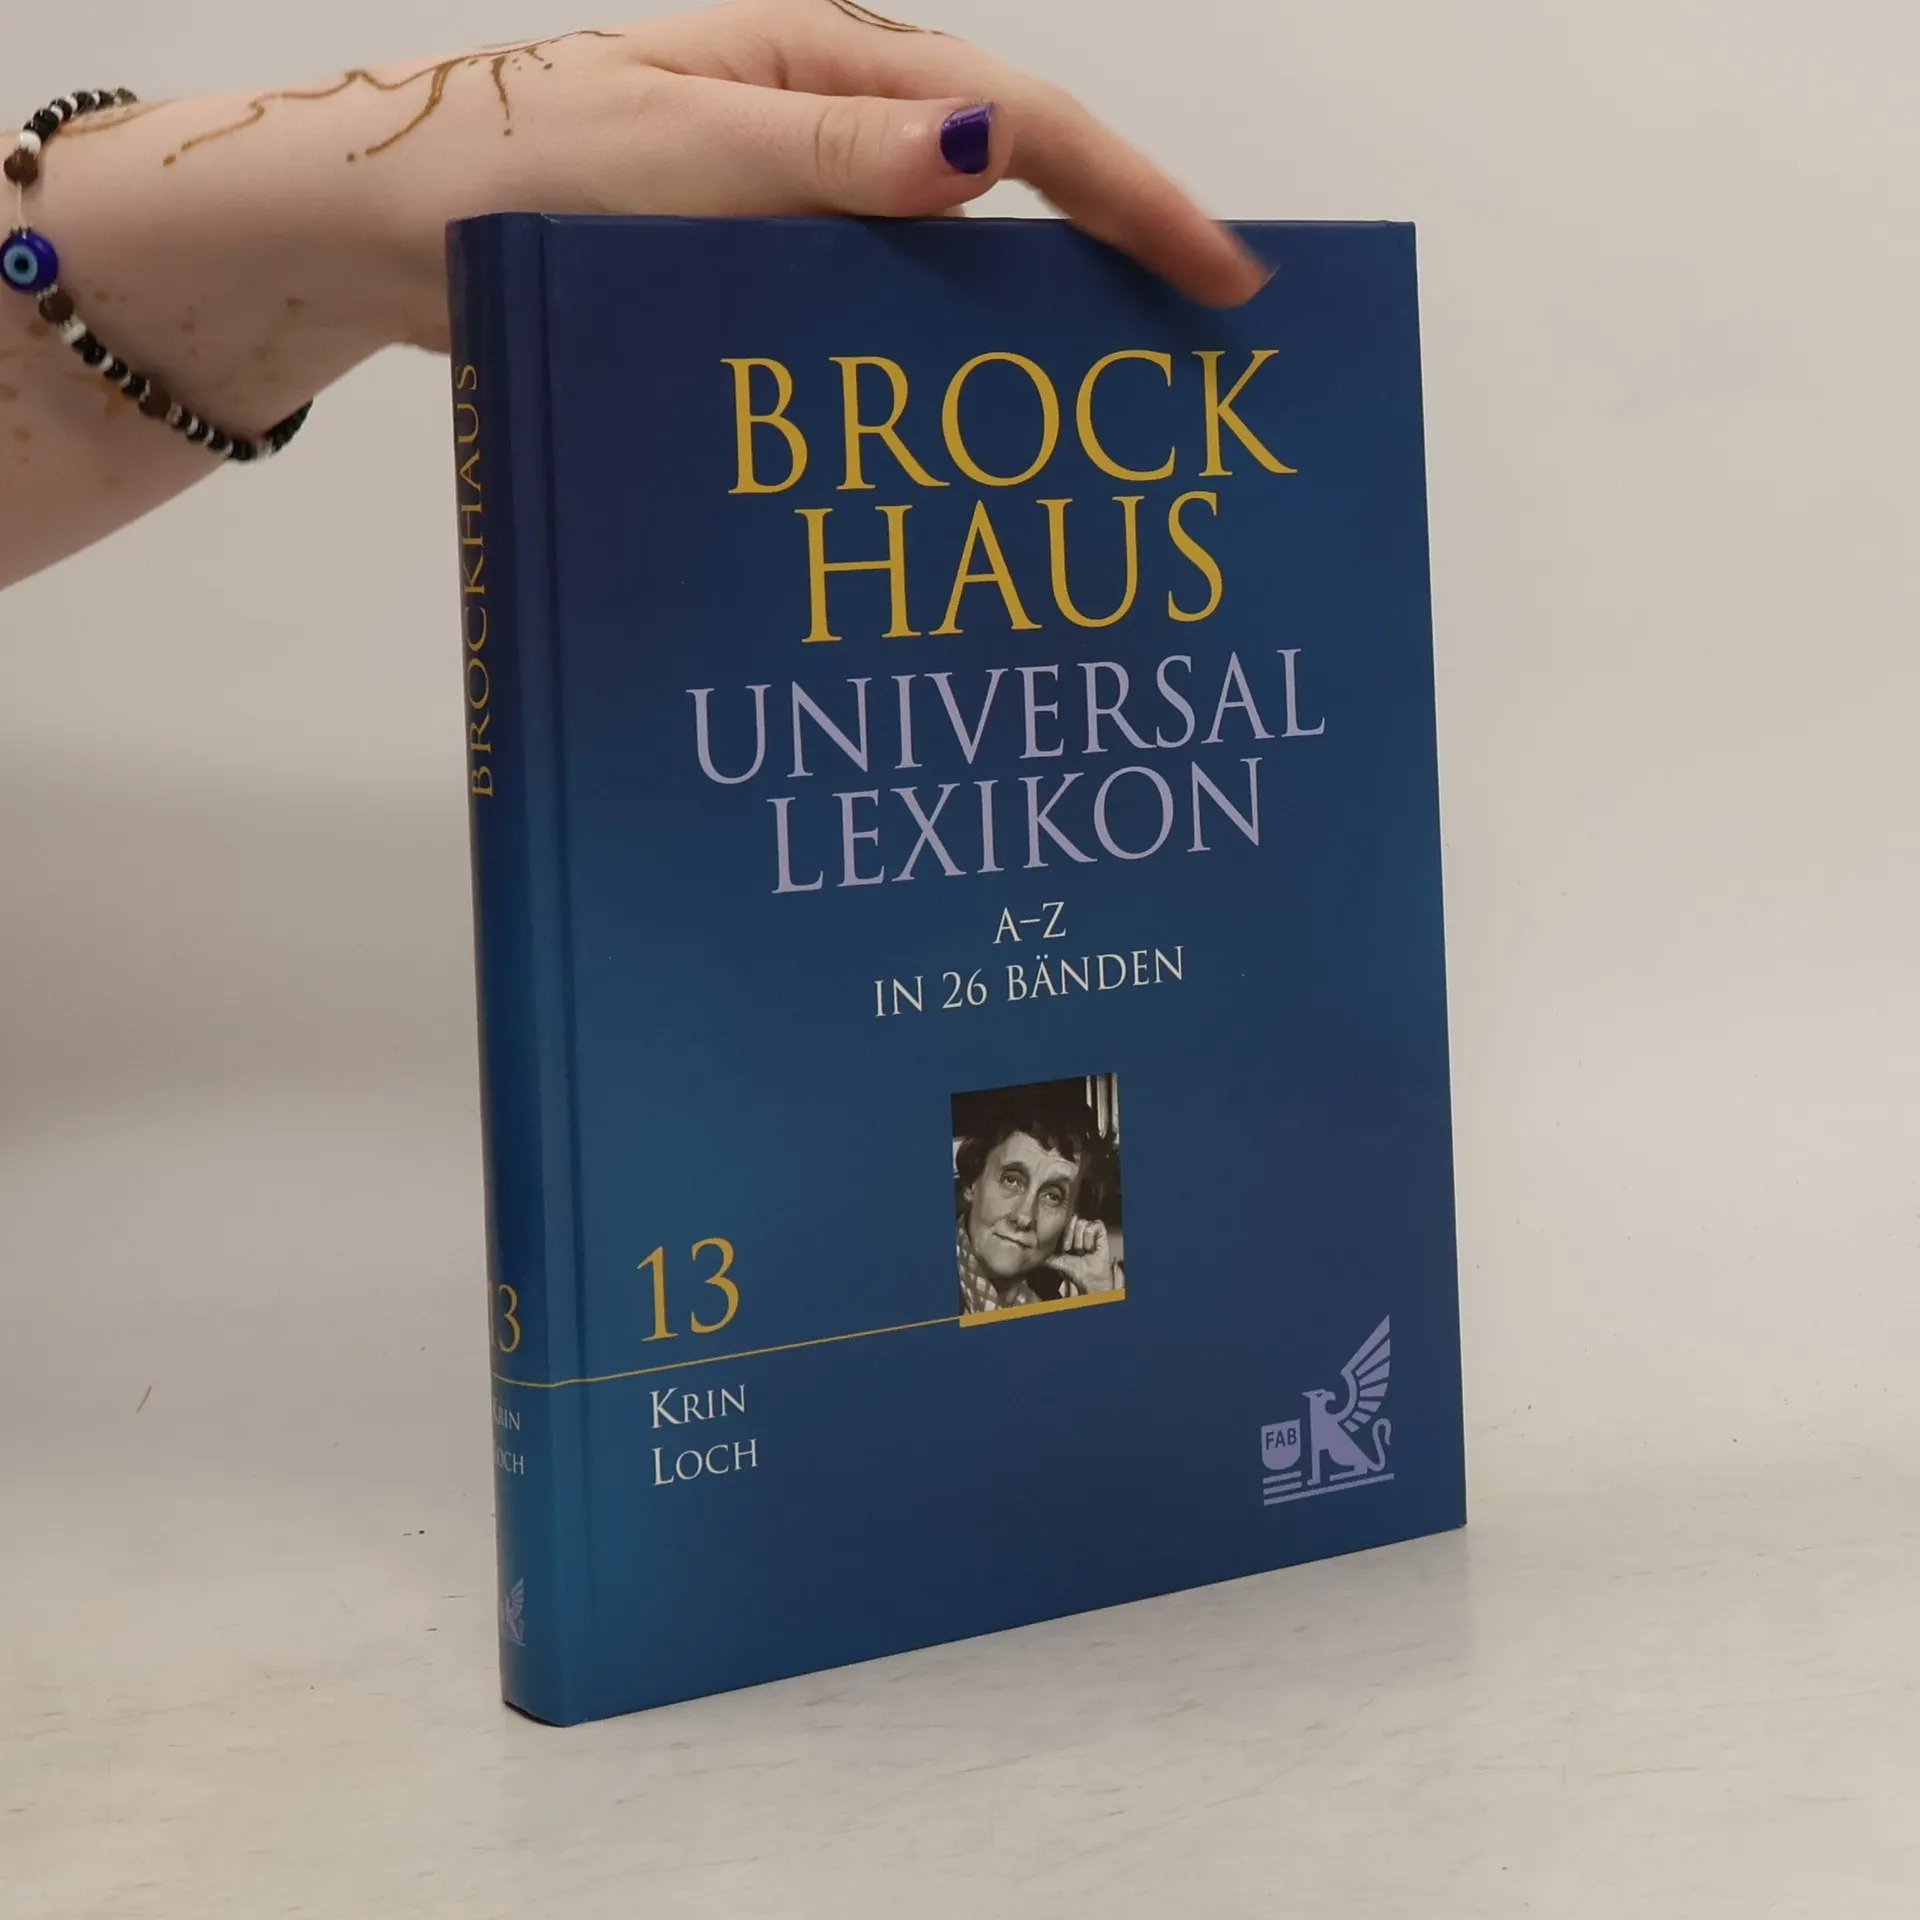 BROCK
HAUS
UNIVERSAL
LEXIKON
A–Z
IN 26 BÄNDEN
13
KRIN
LOCH
FAB
BROCKHAUS
13
KRIN
LOCH